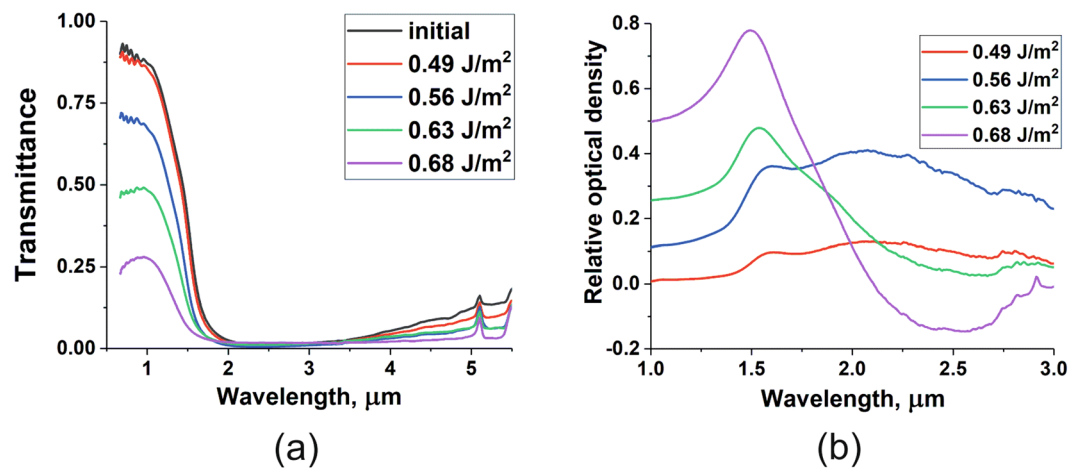 1.00
0.75
0.50
0.25
0.00
Transmittance
initial
0.49 J/m²
0.56 J/m²
0.63 J/m²
0.68 J/m²
1 2 3 4 5
Wavelength, μm
(a)
0.8
0.6
0.4
0.2
0.0
-0.2
Relative optical density
0.49 J/m²
0.56 J/m²
0.63 J/m²
0.68 J/m²
1.0 1.5 2.0 2.5 3.0
Wavelength, μm
(b)